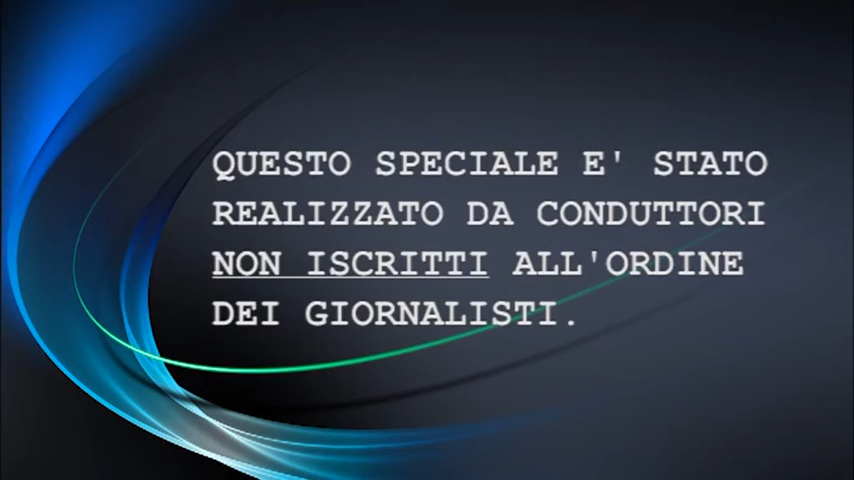 QUESTO SPECIALE E' STATO
REALIZZATO DA CONDUTTORI
NON ISCRITTI ALL'ORDINE
DEI GIORNALISTI.